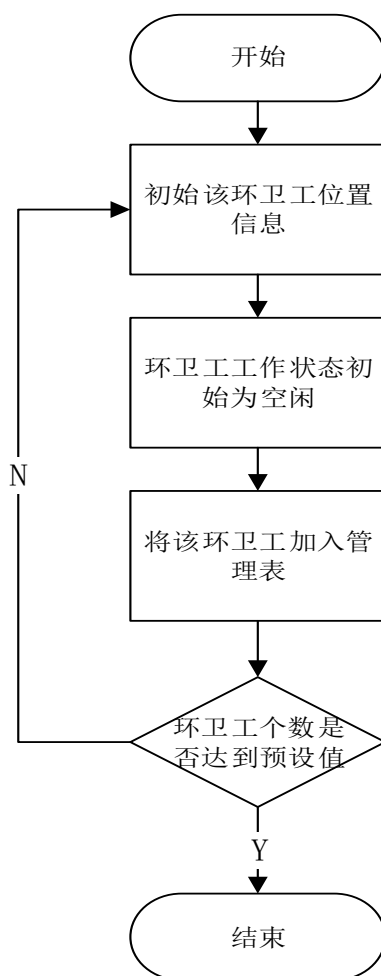 开始
初始该环卫工位置
信息
环卫工工作状态初
始为空闲
将该环卫工加入管
理表
N
环卫工个数是
否达到预设值
Y
结束